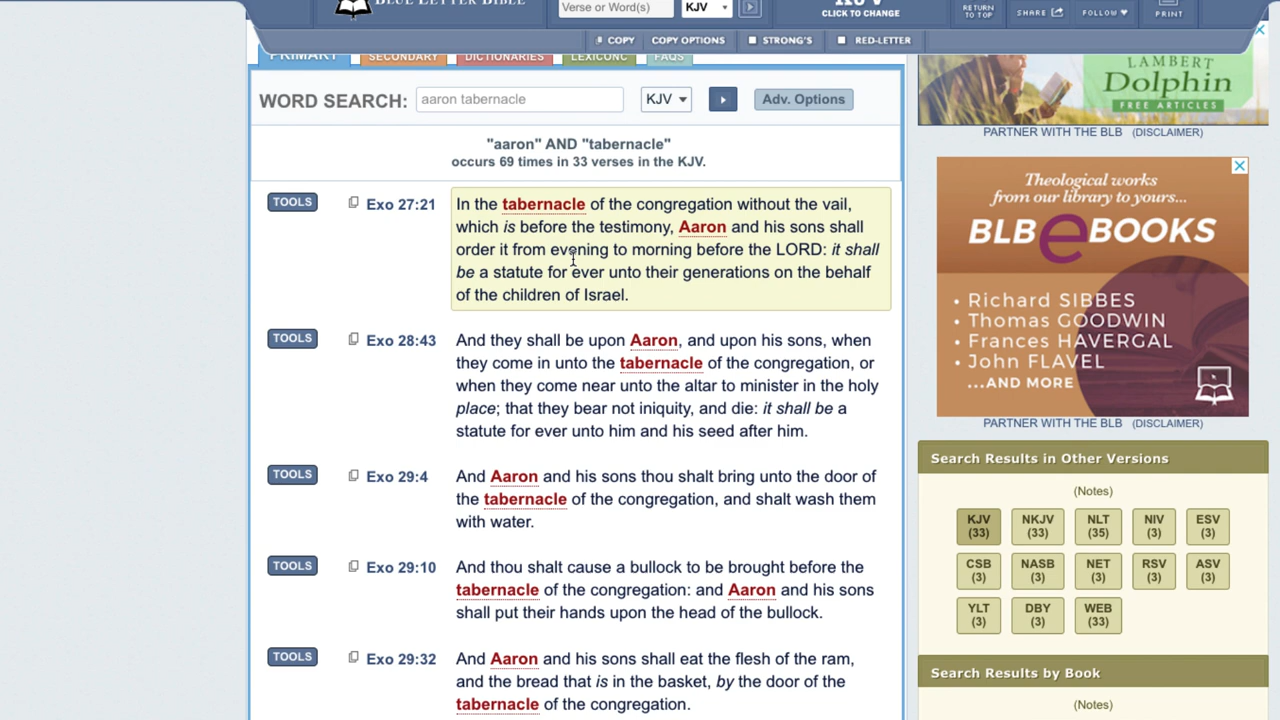 BLUE LETTER BIBLE
Verse or Word(s)
KJV
KJV
CLICK TO CHANGE
RETURN
TO TOP
SHARE
FOLLOW
PRINT
COPY
COPY OPTIONS
STRONG'S
RED-LETTER
PRIMARY
SECONDARY
DICTIONARIES
LEXICONC
FAQS
WORD SEARCH:
aaron tabernacle
KJV
Adv. Options
"aaron" AND "tabernacle"
occurs 69 times in 33 verses in the KJV.
TOOLS
Exo 27:21
In the tabernacle of the congregation without the vail,
which is before the testimony, Aaron and his sons shall
order it from evening to morning before the LORD: it shall
be a statute for ever unto their generations on the behalf
of the children of Israel.
TOOLS
Exo 28:43
And they shall be upon Aaron, and upon his sons, when
they come in unto the tabernacle of the congregation, or
when they come near unto the altar to minister in the holy
place; that they bear not iniquity, and die: it shall be a
statute for ever unto him and his seed after him.
TOOLS
Exo 29:4
And Aaron and his sons thou shalt bring unto the door of
the tabernacle of the congregation, and shalt wash them
with water.
TOOLS
Exo 29:10
And thou shalt cause a bullock to be brought before the
tabernacle of the congregation: and Aaron and his sons
shall put their hands upon the head of the bullock.
TOOLS
Exo 29:32
And Aaron and his sons shall eat the flesh of the ram,
and the bread that is in the basket, by the door of the
tabernacle of the congregation.
LAMBERT
Dolphin
FREE ARTICLES
PARTNER WITH THE BLB (DISCLAIMER)
Theological works
from our library to yours...
BLB eBOOKS
• Richard SIBBES
• Thomas GOODWIN
• Frances HAVERGAL
• John FLAVEL
...AND MORE
PARTNER WITH THE BLB (DISCLAIMER)
Search Results in Other Versions
(Notes)
KJV
(33)
NKJV
(33)
NLT
(35)
NIV
(3)
ESV
(3)
CSB
(3)
NASB
(3)
NET
(3)
RSV
(3)
ASV
(3)
YLT
(3)
DBY
(3)
WEB
(33)
Search Results by Book
(Notes)